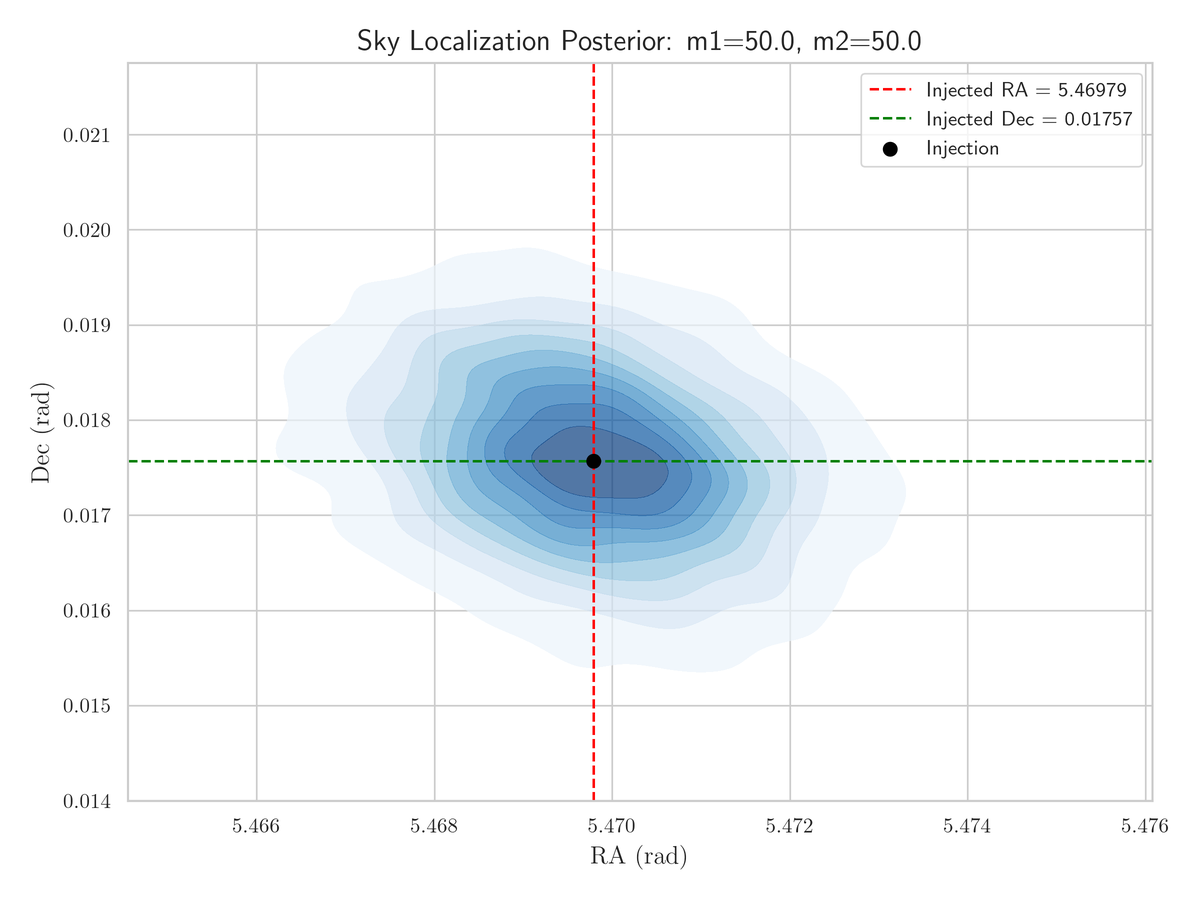 Sky Localization Posterior: m1=50.0, m2=50.0
Injected RA = 5.46979
Injected Dec = 0.01757
Injection
0.021
0.020
0.019
0.018
0.017
0.016
0.015
0.014
Dec (rad)
5.466 5.468 5.470 5.472 5.474 5.476
RA (rad)